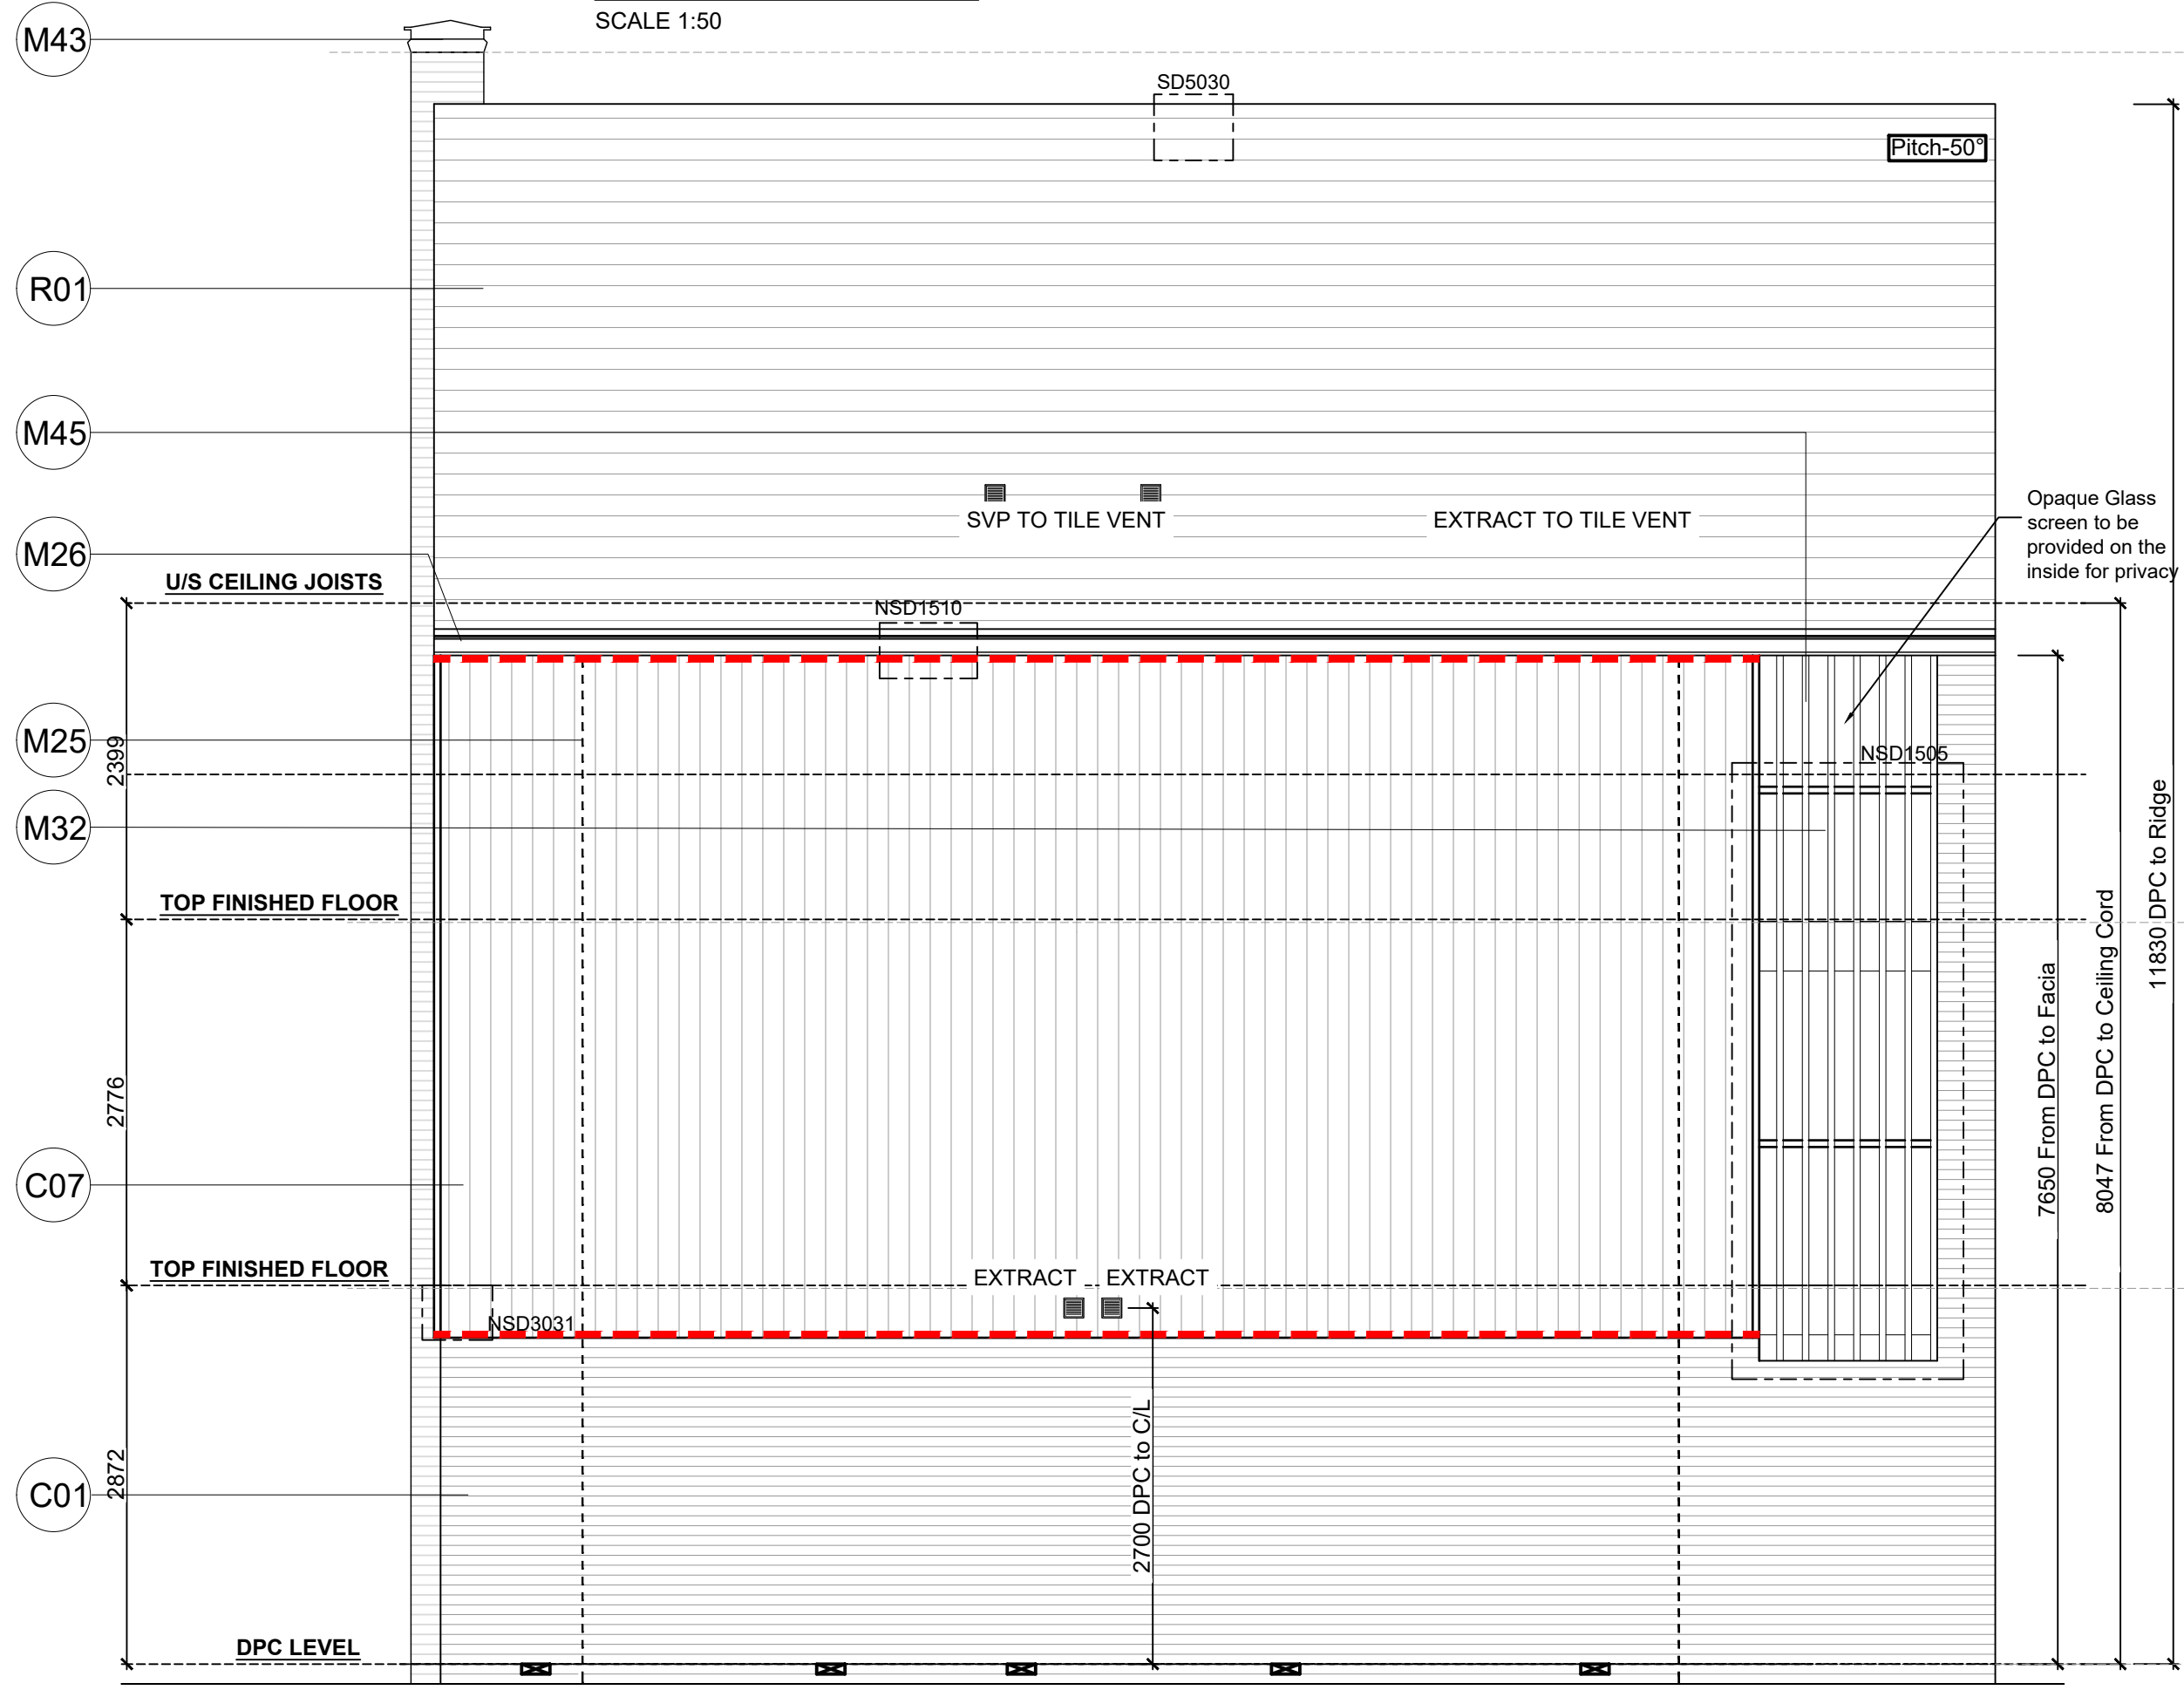 SCALE 1:50
M43
SD5030
Pitch-50°
R01
M45
SVP TO TILE VENT
EXTRACT TO TILE VENT
Opaque Glass
screen to be
provided on the
inside for privacy
M26
U/S CEILING JOISTS
NSD1510
M25
2399
NSD1505
M32
TOP FINISHED FLOOR
11830 DPC to Ridge
8047 From DPC to Ceiling Cord
7650 From DPC to Facia
2776
C07
TOP FINISHED FLOOR
EXTRACT
EXTRACT
NSD3031
2872
C01
2700 DPC to C/L
DPC LEVEL